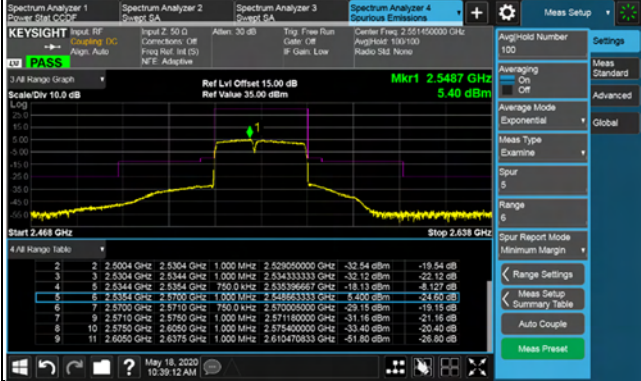 Spectrum Analyzer 1
Power Stat CCDF
Spectrum Analyzer 2
Swept SA
Spectrum Analyzer 3
Swept SA
Spectrum Analyzer 4
Spurious Emissions
Meas Setup
KEYSIGHT
Input: RF
Coupling: DC
Align: Auto
Input Z: 50 Ω
Corrections: Off
Freq Ref: Int (S)
NFE: Adaptive
Atten: 30 dB
Trig: Free Run
Gate: Off
IF Gain: Low
Center Freq: 2.551450000 GHz
Avg|Hold: 100/100
Radio Std: None
PASS
3 All Range Graph
Scale/Div 10.0 dB
Ref Lvl Offset 15.00 dB
Ref Value 35.00 dBm
Mkr1 2.5487 GHz
5.40 dBm
Log
25.0
15.0
5.00
-5.00
-15.0
-25.0
-35.0
-45.0
-55.0
1
Start 2.468 GHz
Stop 2.638 GHz
4 All Range Table
2 2 2.5004 GHz 2.5304 GHz 1.000 MHz 2.529050000 GHz -32.54 dBm -19.54 dB
3 3 2.5304 GHz 2.5344 GHz 1.000 MHz 2.534333333 GHz -32.12 dBm -22.12 dB
4 5 2.5344 GHz 2.5354 GHz 750.0 kHz 2.535396667 GHz -18.13 dBm -8.127 dB
5 6 2.5354 GHz 2.5700 GHz 1.000 MHz 2.548663333 GHz 5.400 dBm -24.60 dB
6 7 2.5700 GHz 2.5710 GHz 750.0 kHz 2.570005000 GHz -29.15 dBm -19.15 dB
7 9 2.5710 GHz 2.5750 GHz 1.000 MHz 2.571180000 GHz -31.16 dBm -21.16 dB
8 10 2.5750 GHz 2.6050 GHz 1.000 MHz 2.575400000 GHz -33.40 dBm -20.40 dB
9 11 2.6050 GHz 2.6375 GHz 1.000 MHz 2.610470833 GHz -51.80 dBm -26.80 dB
May 18, 2020
10:39:12 AM
Avg|Hold Number
100
Averaging
On
Off
Average Mode
Exponential
Meas Type
Examine
Spur
5
Range
6
Spur Report Mode
Minimum Margin
Range Settings
Meas Setup
Summary Table
Auto Couple
Meas Preset
Settings
Meas
Standard
Advanced
Global